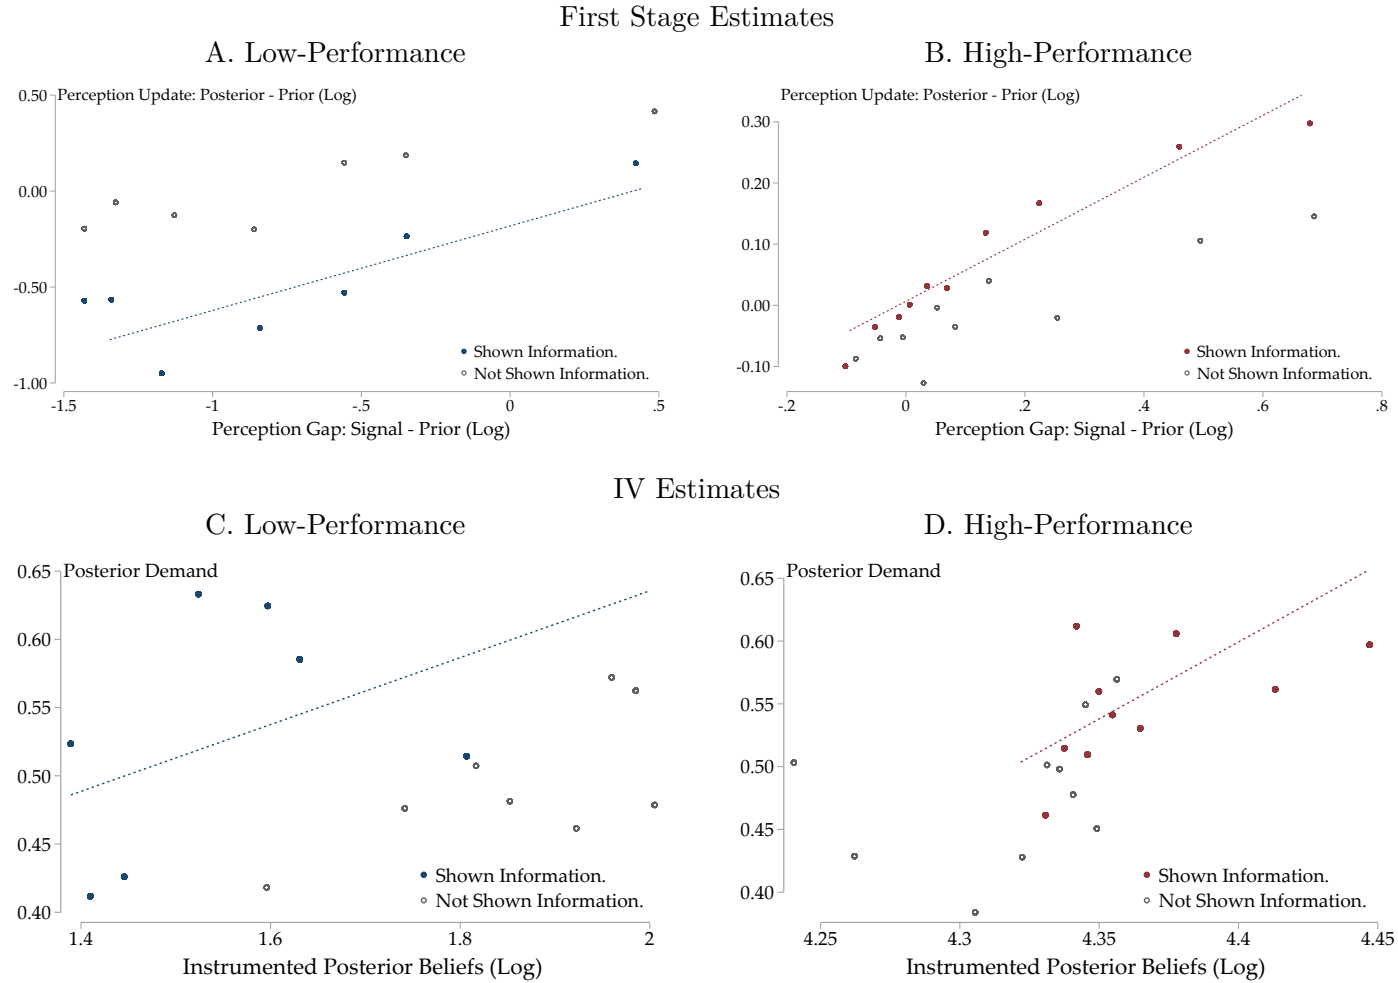 First Stage Estimates
A. Low-Performance
Perception Update: Posterior - Prior (Log)
0.50
0.00
-0.50
-1.00
Shown Information.
Not Shown Information.
-1.5 -1 -.5 0 .5
Perception Gap: Signal - Prior (Log)
B. High-Performance
Perception Update: Posterior - Prior (Log)
0.30
0.20
0.10
0.00
-0.10
Shown Information.
Not Shown Information.
-.2 0 .2 .4 .6 .8
Perception Gap: Signal - Prior (Log)
IV Estimates
C. Low-Performance
Posterior Demand
0.65
0.60
0.55
0.50
0.45
0.40
Shown Information.
Not Shown Information.
1.4 1.6 1.8 2
Instrumented Posterior Beliefs (Log)
D. High-Performance
Posterior Demand
0.65
0.60
0.55
0.50
0.45
0.40
Shown Information.
Not Shown Information.
4.25 4.3 4.35 4.4 4.45
Instrumented Posterior Beliefs (Log)